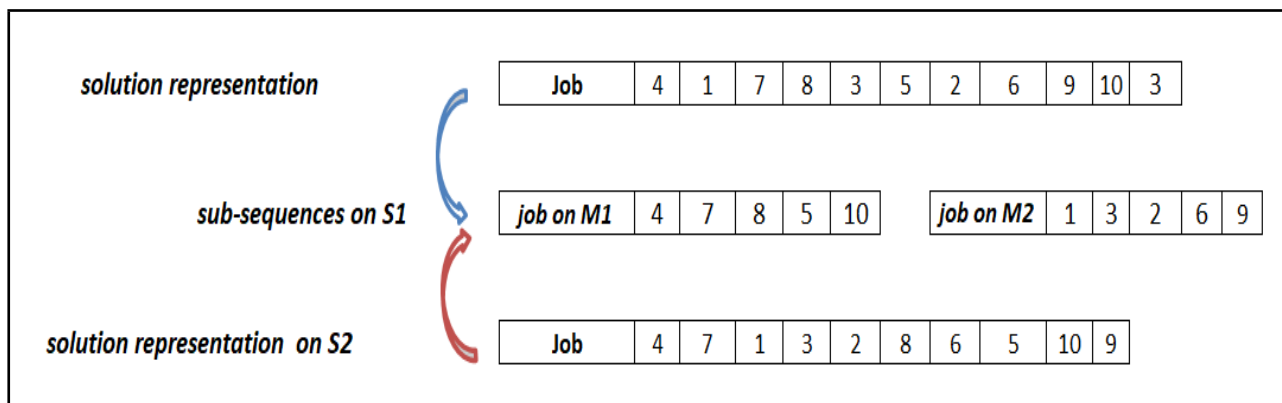 solution representation Job 4 1 7 8 3 5 2 6 9 10 3
sub-sequences on S1 job on M1 4 7 8 5 10 job on M2 1 3 2 6 9
solution representation on S2 Job 4 7 1 3 2 8 6 5 10 9